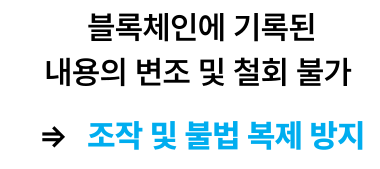 블록체인에 기록된
내용의 변조 및 철회 불가
⇒ 조작 및 불법 복제 방지